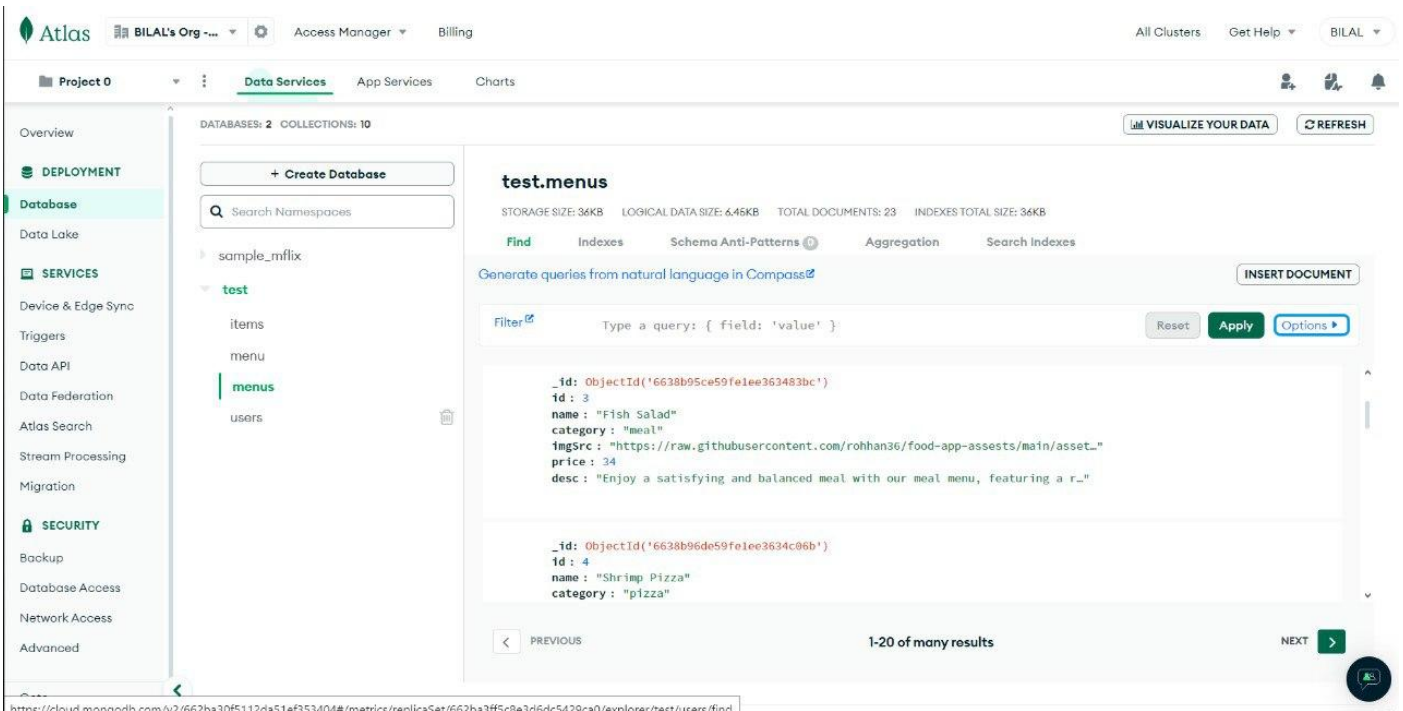 Atlas BILAL's Org -... Access Manager Billing All Clusters Get Help BILAL
Project 0 Data Services App Services Charts
Overview
DEPLOYMENT
Database
Data Lake
SERVICES
Device & Edge Sync
Triggers
Data API
Data Federation
Atlas Search
Stream Processing
Migration
SECURITY
Backup
Database Access
Network Access
Advanced
DATABASES: 2 COLLECTIONS: 10
VISUALIZE YOUR DATA REFRESH
+ Create Database
Search Namespaces
sample_mflix
test
items
menu
menus
users
test.menus
STORAGE SIZE: 36KB LOGICAL DATA SIZE: 6.45KB TOTAL DOCUMENTS: 23 INDEXES TOTAL SIZE: 36KB
Find Indexes Schema Anti-Patterns 0 Aggregation Search Indexes
Generate queries from natural language in Compass
INSERT DOCUMENT
Filter Type a query: { field: 'value' } Reset Apply Options
_id: ObjectId('6638b95ce59fe1ee363483bc')
id : 3
name : "Fish Salad"
category : "meal"
imgSrc : "https://raw.githubusercontent.com/rohhan36/food-app-assests/main/asset…"
price : 34
desc : "Enjoy a satisfying and balanced meal with our meal menu, featuring a r…"
_id: ObjectId('6638b96de59fe1ee3634c06b')
id : 4
name : "Shrimp Pizza"
category : "pizza"
PREVIOUS 1-20 of many results NEXT